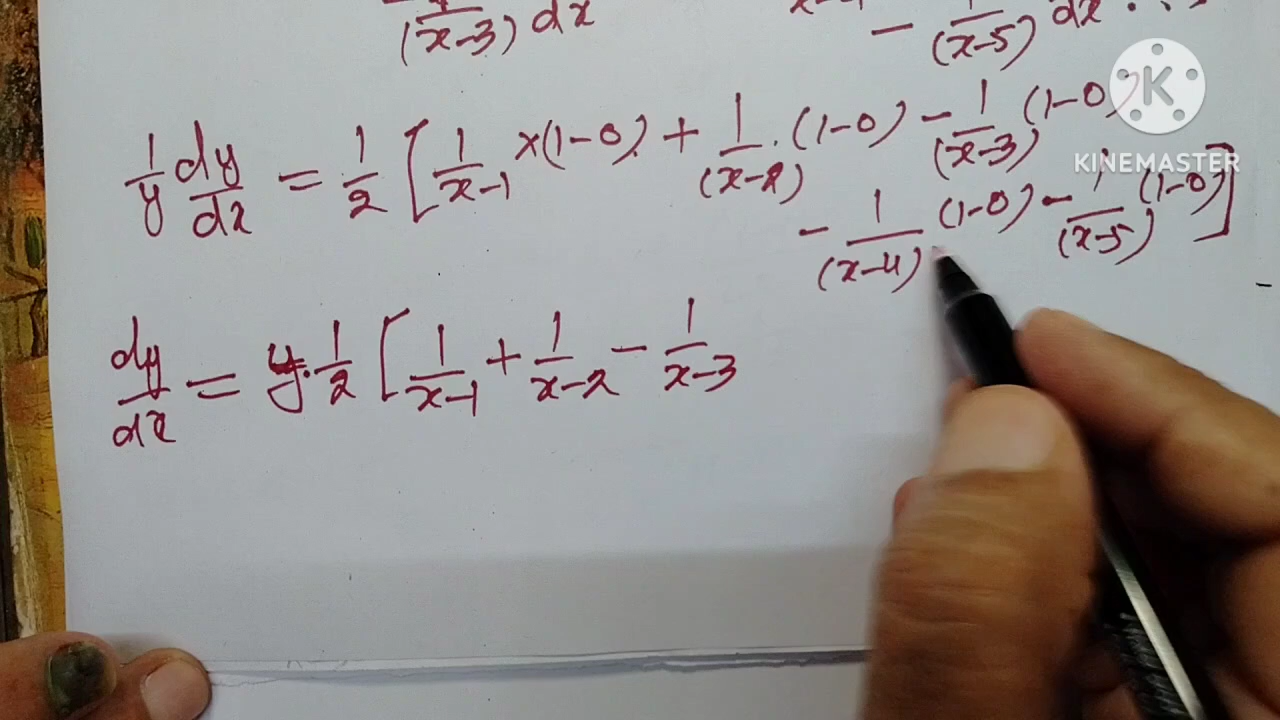 (x-3) dx
- 1/(x-5) dx
1/y dy/dx = 1/2 [ 1/x-1 ×(1-0) + 1/(x-2) . (1-0) - 1/(x-3) (1-0)
- 1/(x-4) (1-0) - 1/(x-5) (1-0) ]
dy/dx = y. 1/2 [ 1/x-1 + 1/x-2 - 1/x-3
K
KINEMASTER